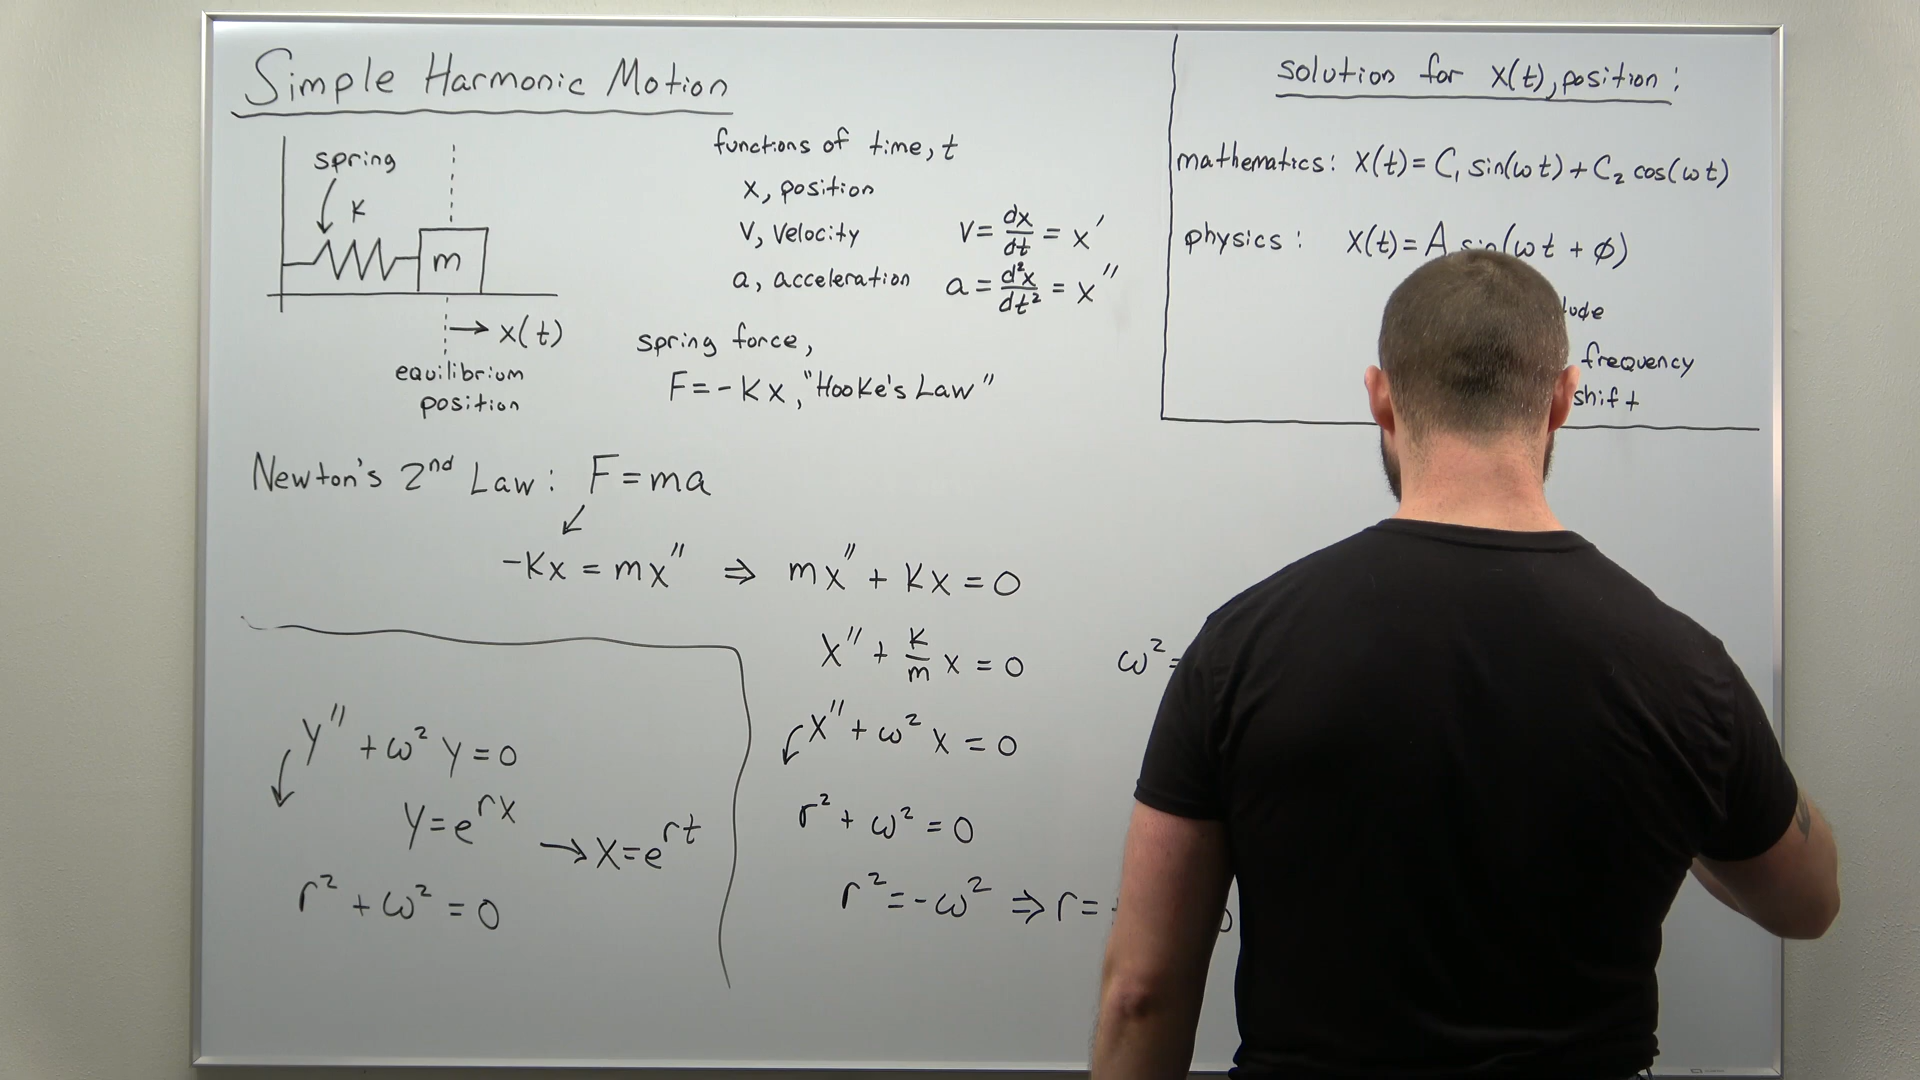 Simple Harmonic Motion
spring
K
m
x(t)
equilibrium
position
functions of time, t
x, position
v, velocity
v = dx/dt = x'
a, acceleration
a = d²x/dt² = x''
spring force,
F = -Kx, "Hooke's Law"
Newton's 2nd Law: F = ma
-Kx = mx'' ⇒ mx'' + Kx = 0
x'' + K/m x = 0
ω² =
x'' + ω² x = 0
r² + ω² = 0
r² = -ω² ⇒ r =
y'' + ω² y = 0
y = e^rx
→ x = e^rt
r² + ω² = 0
solution for x(t), position:
mathematics: x(t) = C₁ sin(ωt) + C₂ cos(ωt)
physics: x(t) = A sin(ωt + ϕ)
frequency
shift